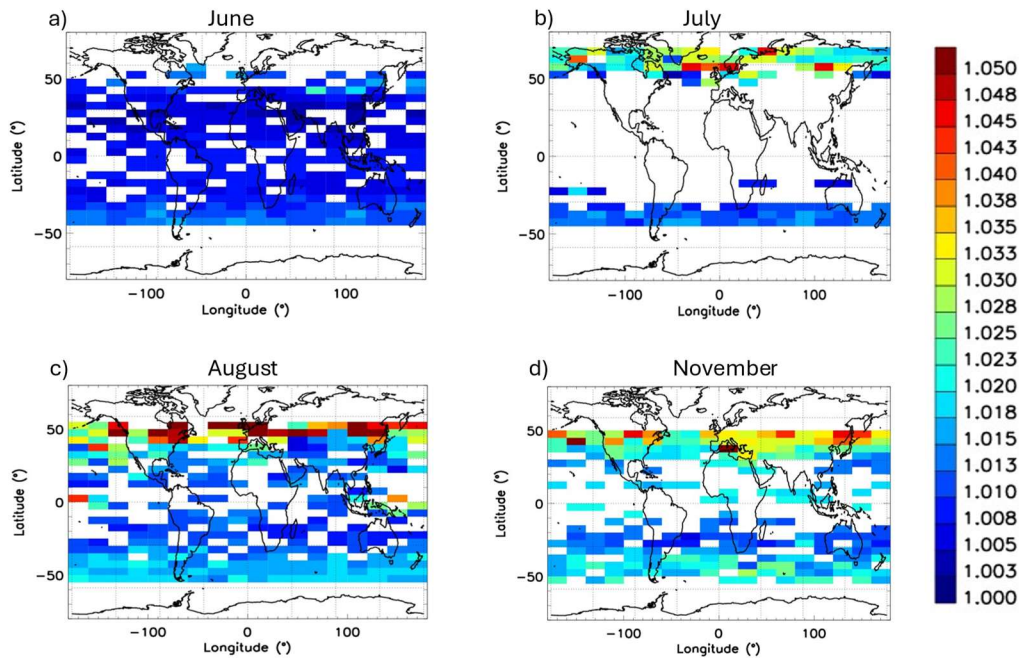 a) June
50
0
−50
Latitude (°)
−100 0 100
Longitude (°)
b) July
50
0
−50
Latitude (°)
−100 0 100
Longitude (°)
1.050
1.048
1.045
1.043
1.040
1.038
1.035
1.033
1.030
1.028
1.025
1.023
1.020
1.018
1.015
1.013
1.010
1.008
1.005
1.003
1.000
c) August
50
0
−50
Latitude (°)
−100 0 100
Longitude (°)
d) November
50
0
−50
Latitude (°)
−100 0 100
Longitude (°)